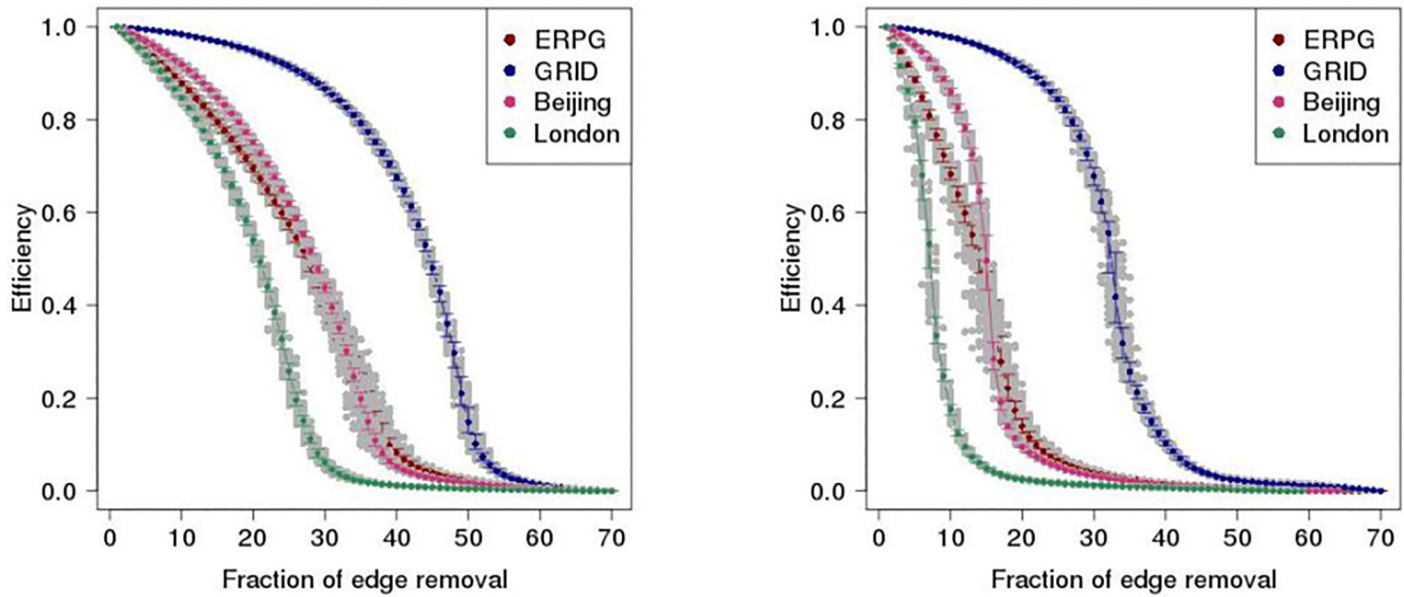 1.0
0.8
0.6
0.4
0.2
0.0
Efficiency
0 10 20 30 40 50 60 70
Fraction of edge removal
ERPG
GRID
Beijing
London
1.0
0.8
0.6
0.4
0.2
0.0
Efficiency
0 10 20 30 40 50 60 70
Fraction of edge removal
ERPG
GRID
Beijing
London